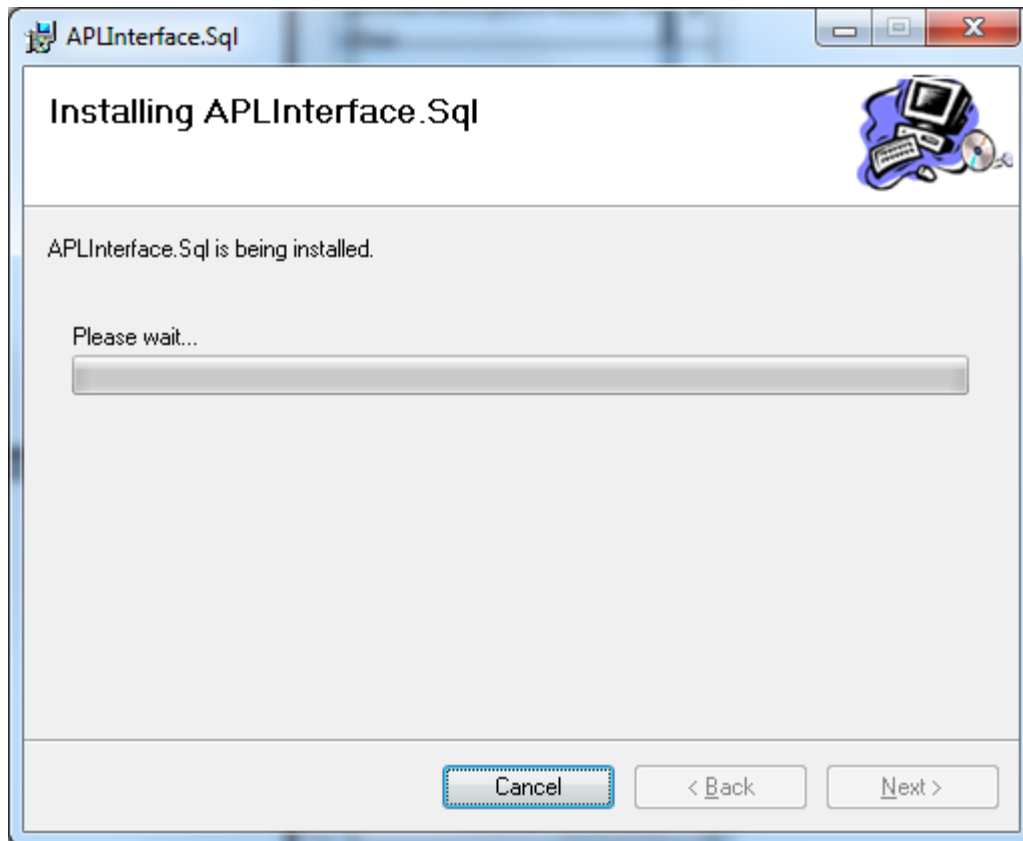 APLInterface.Sql
Installing APLInterface.Sql
APLInterface.Sql is being installed.
Please wait...
Cancel
< Back
Next >